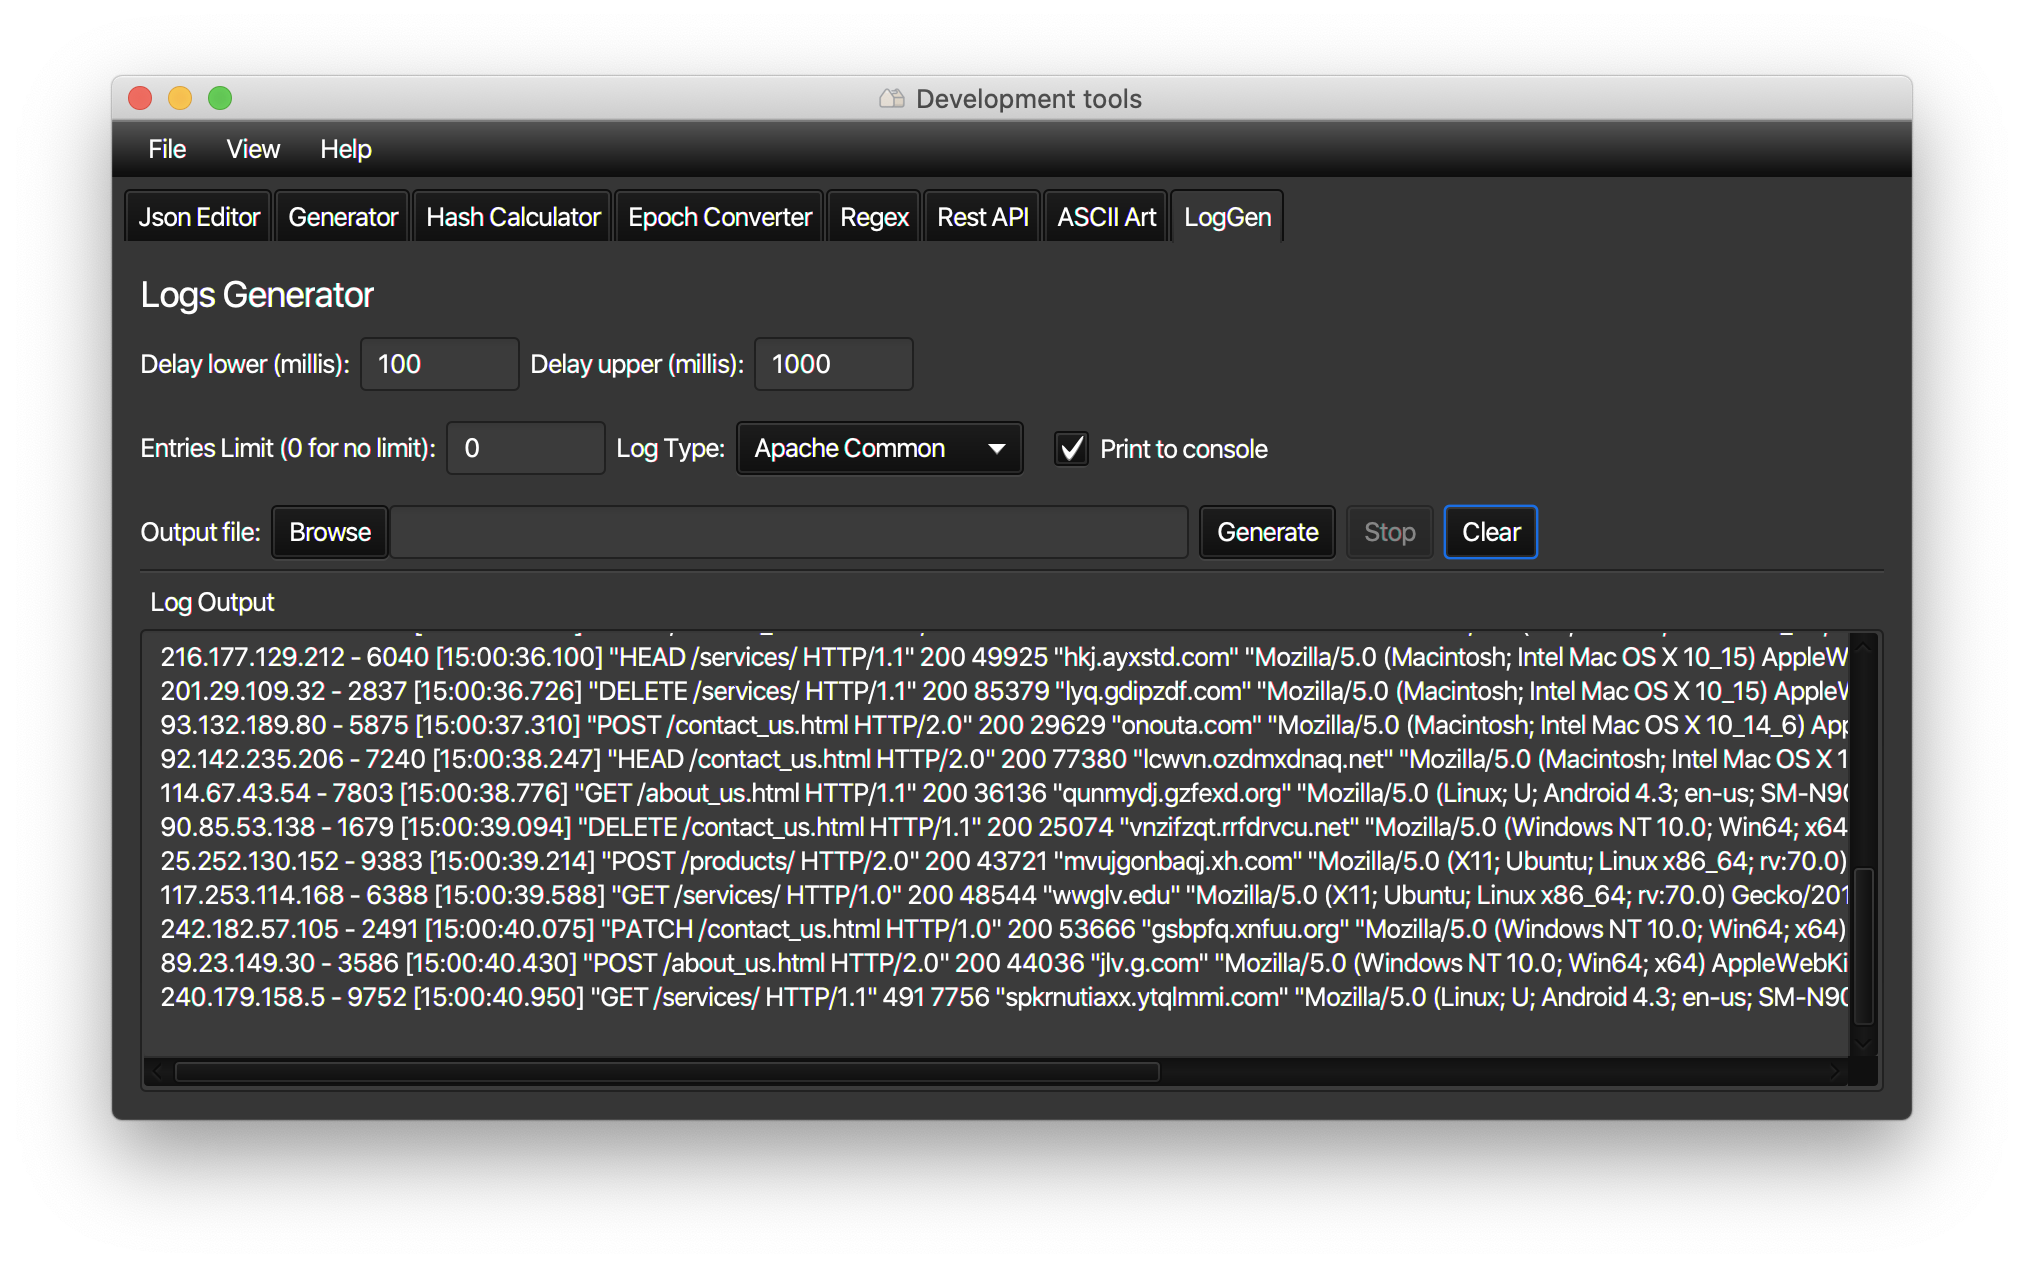 Development tools
File View Help
Json Editor Generator Hash Calculator Epoch Converter Regex Rest API ASCII Art LogGen
Logs Generator
Delay lower (millis): 100 Delay upper (millis): 1000
Entries Limit (0 for no limit): 0 Log Type: Apache Common Print to console
Output file: Browse Generate Stop Clear
Log Output
216.177.129.212 - 6040 [15:00:36.100] "HEAD /services/ HTTP/1.1" 200 49925 "hkj.ayxstd.com" "Mozilla/5.0 (Macintosh; Intel Mac OS X 10_15) AppleW
201.29.109.32 - 2837 [15:00:36.726] "DELETE /services/ HTTP/1.1" 200 85379 "lyq.gdipzdf.com" "Mozilla/5.0 (Macintosh; Intel Mac OS X 10_15) Apple
93.132.189.80 - 5875 [15:00:37.310] "POST /contact_us.html HTTP/2.0" 200 29629 "onouta.com" "Mozilla/5.0 (Macintosh; Intel Mac OS X 10_14_6) App
92.142.235.206 - 7240 [15:00:38.247] "HEAD /contact_us.html HTTP/2.0" 200 77380 "lcwvn.ozdmxdnaq.net" "Mozilla/5.0 (Macintosh; Intel Mac OS X 1
114.67.43.54 - 7803 [15:00:38.776] "GET /about_us.html HTTP/1.1" 200 36136 "qunmydj.gzfexd.org" "Mozilla/5.0 (Linux; U; Android 4.3; en-us; SM-N90
90.85.53.138 - 1679 [15:00:39.094] "DELETE /contact_us.html HTTP/1.1" 200 25074 "vnzifzqt.rrfdrvcu.net" "Mozilla/5.0 (Windows NT 10.0; Win64; x64
25.252.130.152 - 9383 [15:00:39.214] "POST /products/ HTTP/2.0" 200 43721 "mvujgonbaqj.xh.com" "Mozilla/5.0 (X11; Ubuntu; Linux x86_64; rv:70.0)
117.253.114.168 - 6388 [15:00:39.588] "GET /services/ HTTP/1.0" 200 48544 "wwglv.edu" "Mozilla/5.0 (X11; Ubuntu; Linux x86_64; rv:70.0) Gecko/201
242.182.57.105 - 2491 [15:00:40.075] "PATCH /contact_us.html HTTP/1.0" 200 53666 "gsbpfq.xnfuu.org" "Mozilla/5.0 (Windows NT 10.0; Win64; x64)
89.23.149.30 - 3586 [15:00:40.430] "POST /about_us.html HTTP/2.0" 200 44036 "jlv.g.com" "Mozilla/5.0 (Windows NT 10.0; Win64; x64) AppleWebKi
240.179.158.5 - 9752 [15:00:40.950] "GET /services/ HTTP/1.1" 491 7756 "spkrnutiaxx.ytqlmmi.com" "Mozilla/5.0 (Linux; U; Android 4.3; en-us; SM-N90